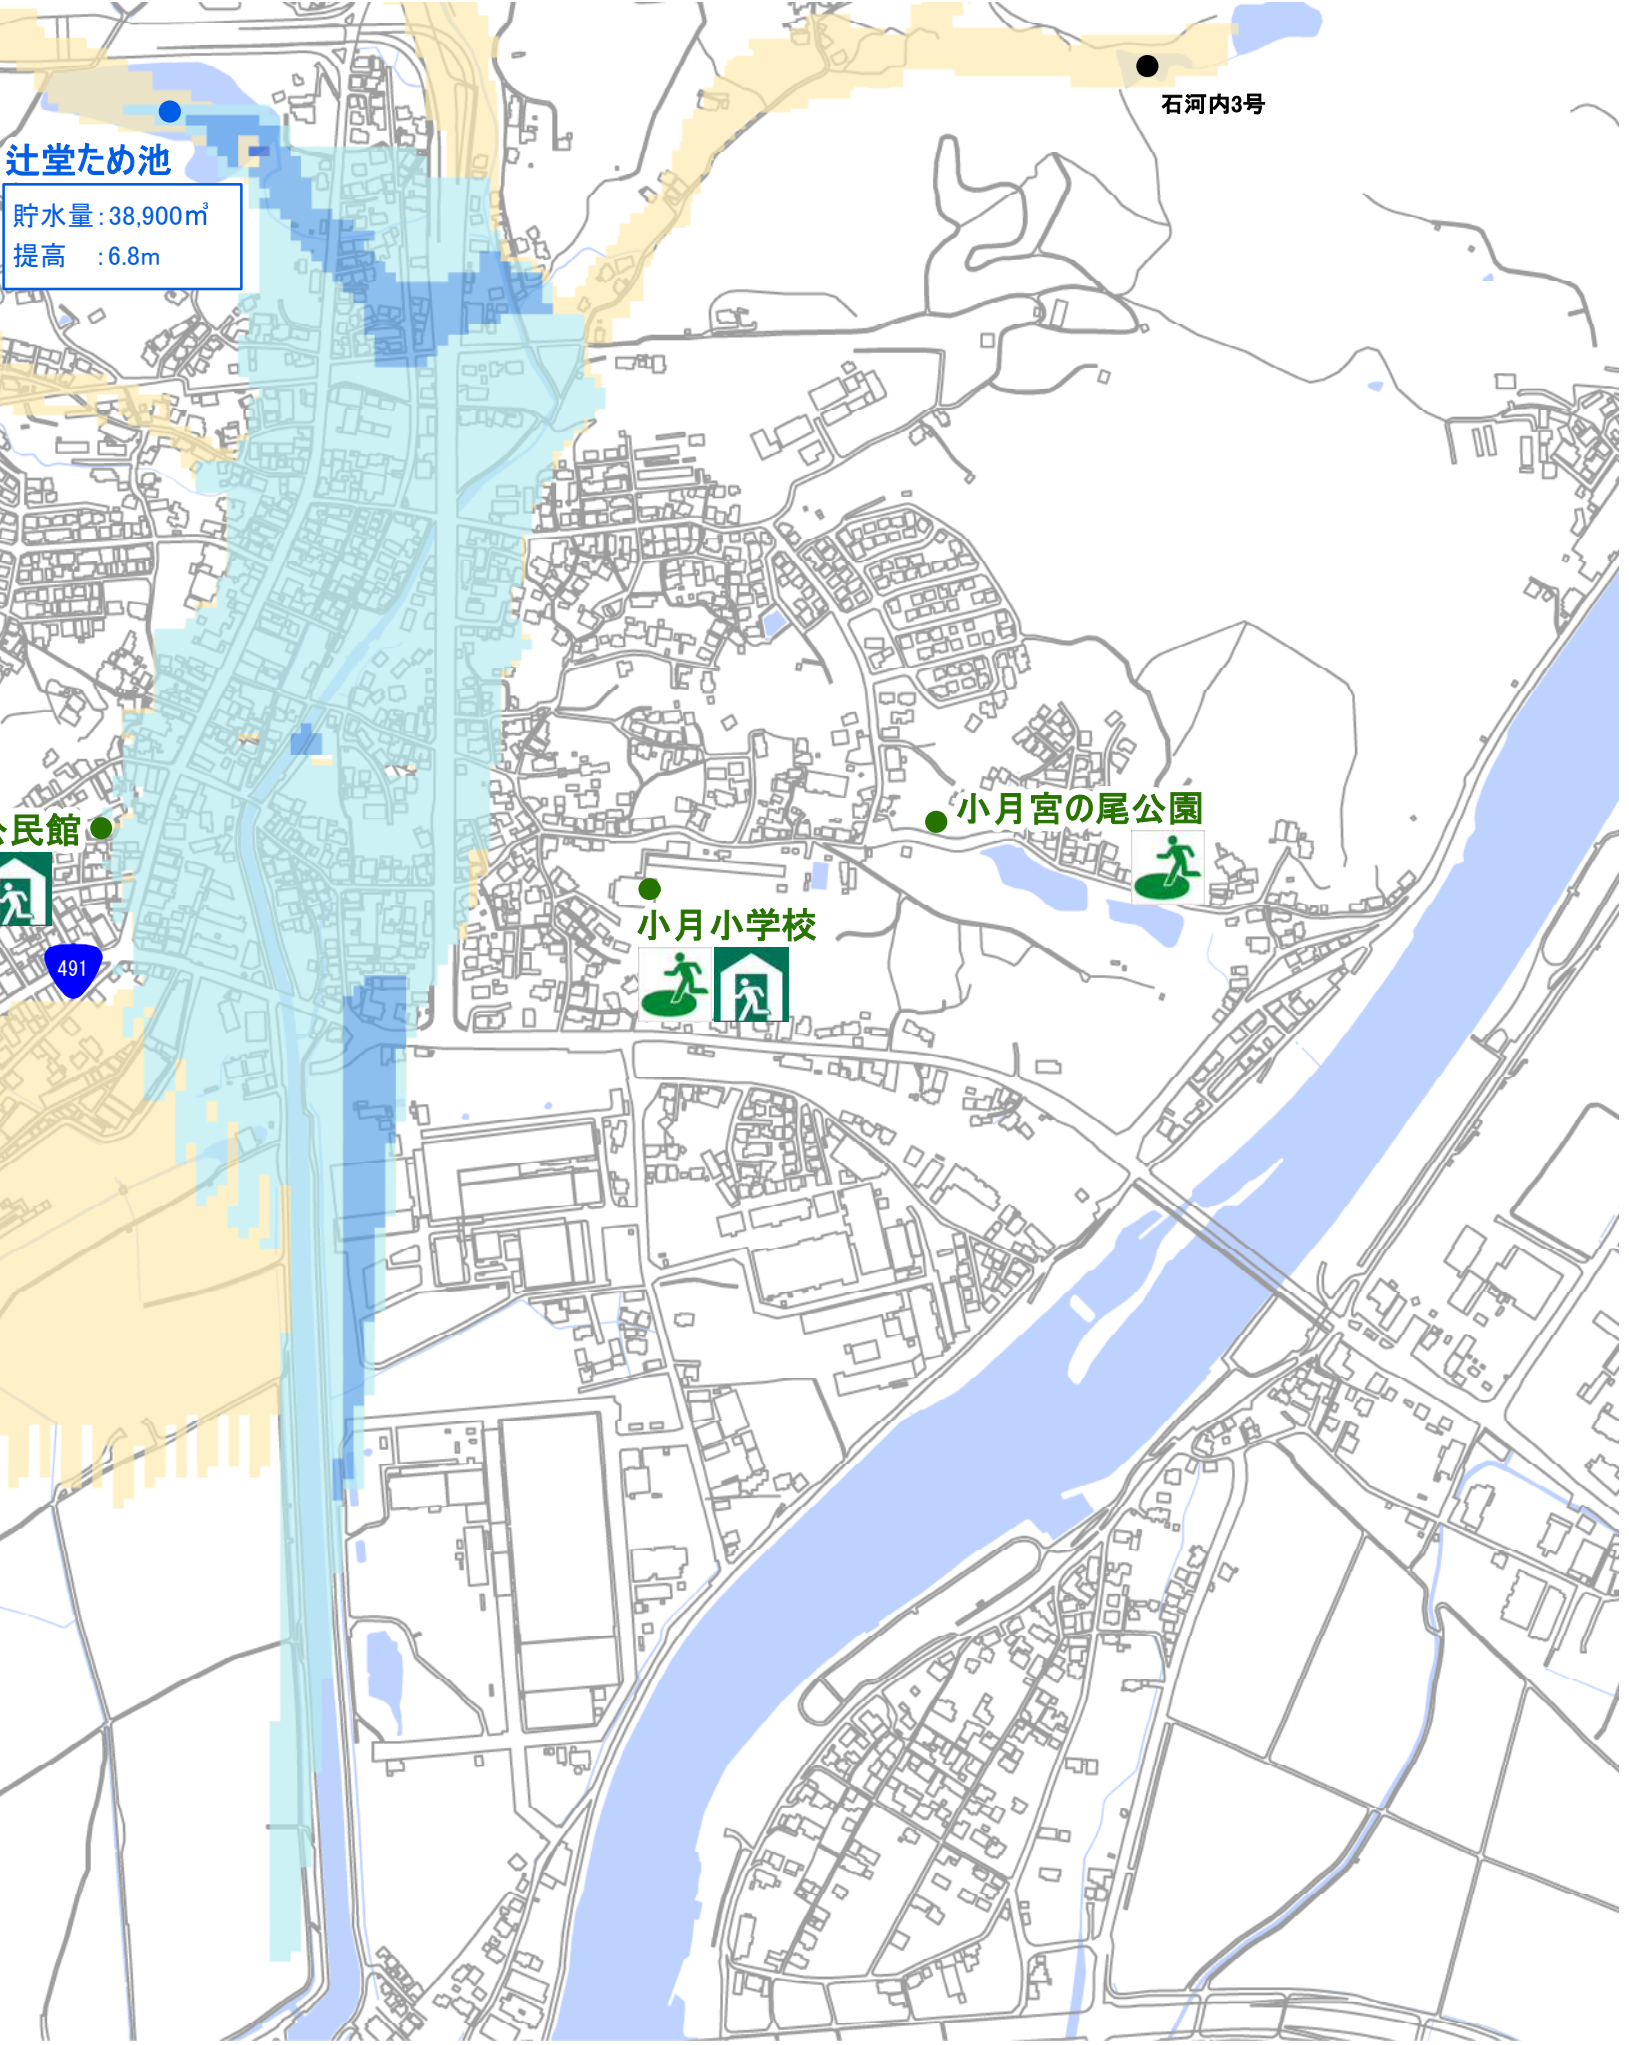 石河内3号
辻堂ため池
貯水量：38,900㎥
提高　：6.8m
小月宮の尾公園
民館
小月小学校
491